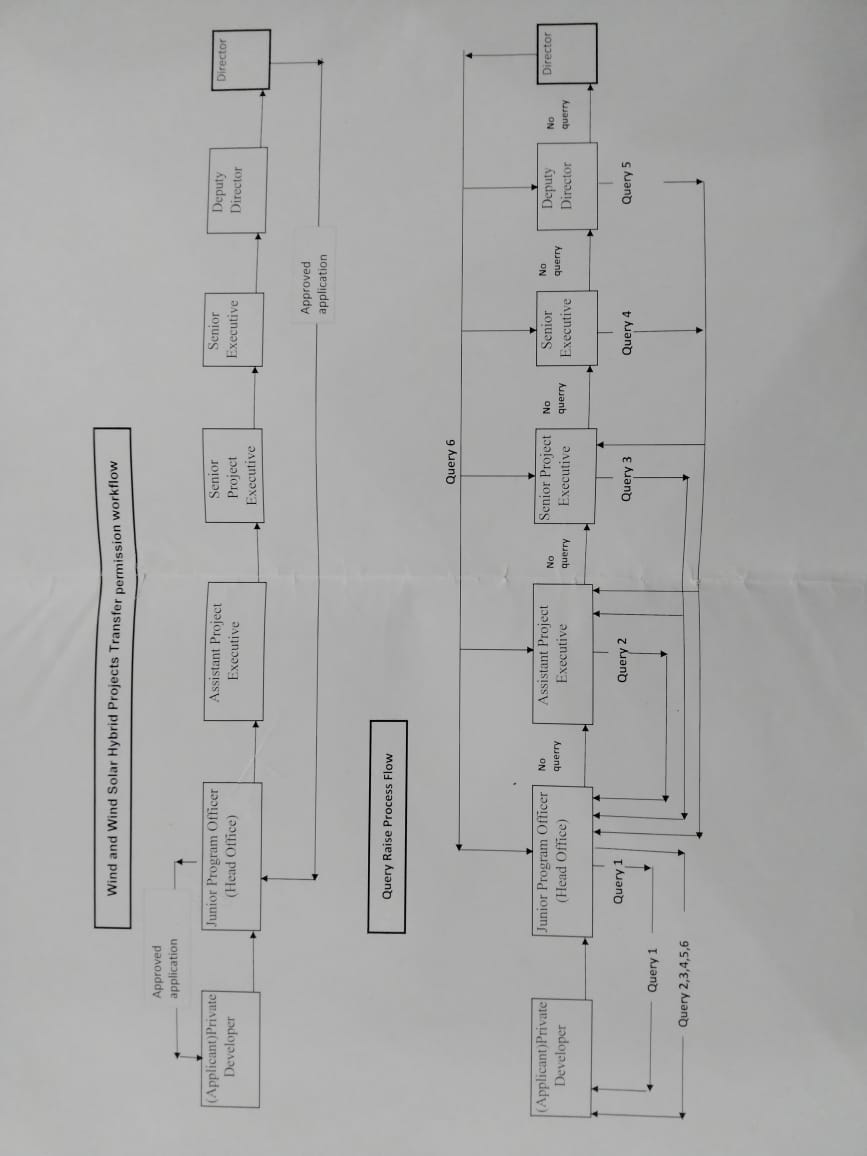 Wind and Wind Solar Hybrid Projects Transfer permission workflow
Approved
application
(Applicant)Private
Developer
Junior Program Officer
(Head Office)
Assistant Project
Executive
Senior
Project
Executive
Senior
Executive
Deputy
Director
Director
Approved
application
Query Raise Process Flow
Query 6
(Applicant)Private
Developer
Junior Program Officer
(Head Office)
No
querry
Assistant Project
Executive
No
querry
Senior Project
Executive
No
querry
Senior
Executive
No
querry
Deputy
Director
No
querry
Director
Query 1
Query 2
Query 3
Query 4
Query 5
Query 1
Query 2,3,4,5,6